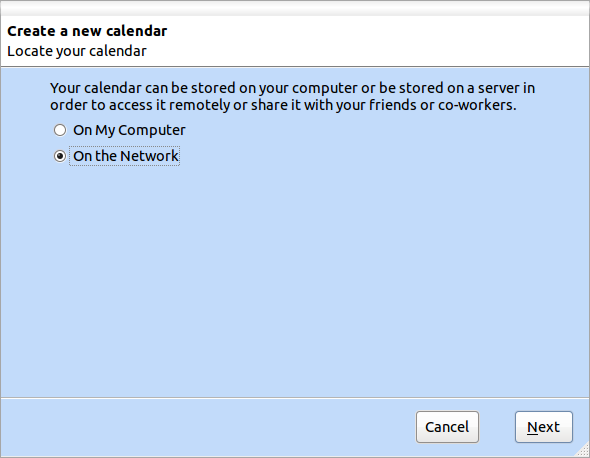 Create a new calendar
Locate your calendar
Your calendar can be stored on your computer or be stored on a server in
order to access it remotely or share it with your friends or co-workers.
On My Computer
On the Network
Cancel
Next